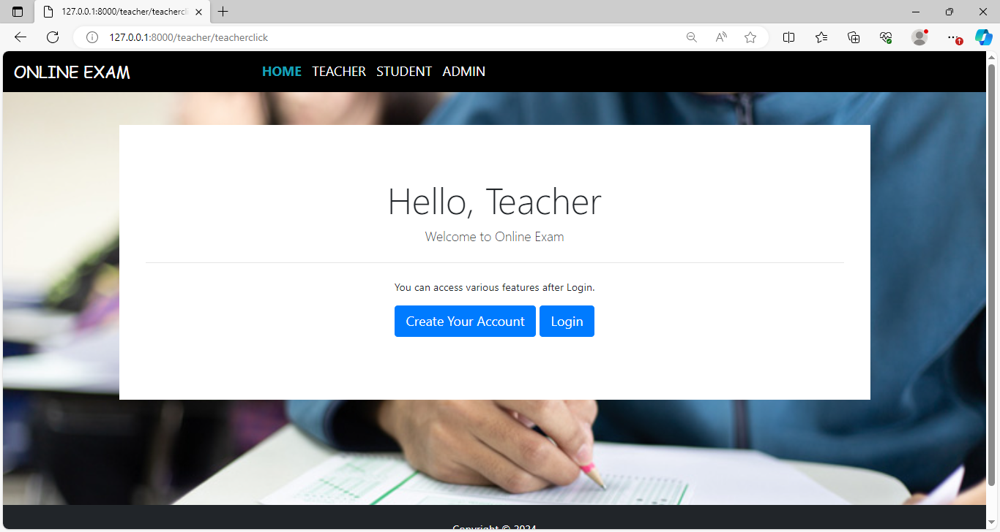 127.0.0.1:8000/teacher/teachercli
127.0.0.1:8000/teacher/teacherclick
ONLINE EXAM
HOME TEACHER STUDENT ADMIN
Hello, Teacher
Welcome to Online Exam
You can access various features after Login.
Create Your Account Login
Copyright © 2024